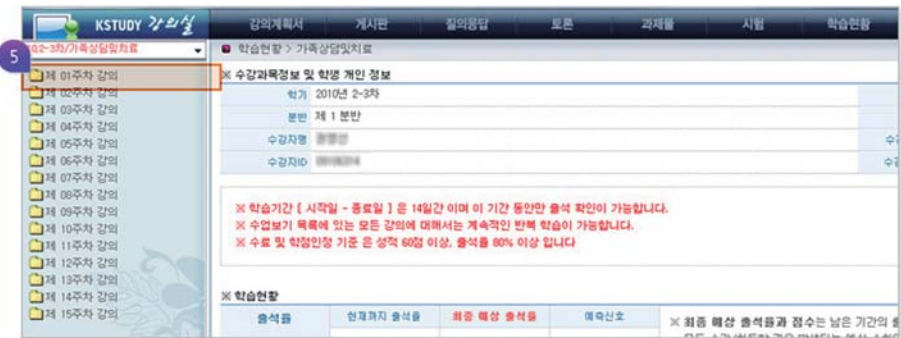 KSTUDY 강의실
강의계획서 게시판 질의응답 토론 과제물 시험 학습현황
5
10.2-3차/가족상담및치료
학습현황 > 가족상담및치료
제 01주차 강의
제 02주차 강의
제 03주차 강의
제 04주차 강의
제 05주차 강의
제 06주차 강의
제 07주차 강의
제 08주차 강의
제 09주차 강의
제 10주차 강의
제 11주차 강의
제 12주차 강의
제 13주차 강의
제 14주차 강의
제 15주차 강의
※ 수강과목정보 및 학생 개인 정보
학기 2010년 2-3차
분반 제 1 분반
수강자명
수강자ID
※ 학습기간 [ 시작일 - 종료일 ] 은 14일간 이며 이 기간 동안만 출석 확인이 가능합니다.
※ 수업보기 목록에 있는 모든 강의에 대해서는 계속적인 반복 학습이 가능합니다.
※ 수료 및 학점인정 기준 은 성적 60점 이상, 출석률 80% 이상 입니다
※ 학습현황
출석율 현재까지 출석율 최종 예상 출석율 예측신호
※ 최종 예상 출석율과 점수는 남은 기간의